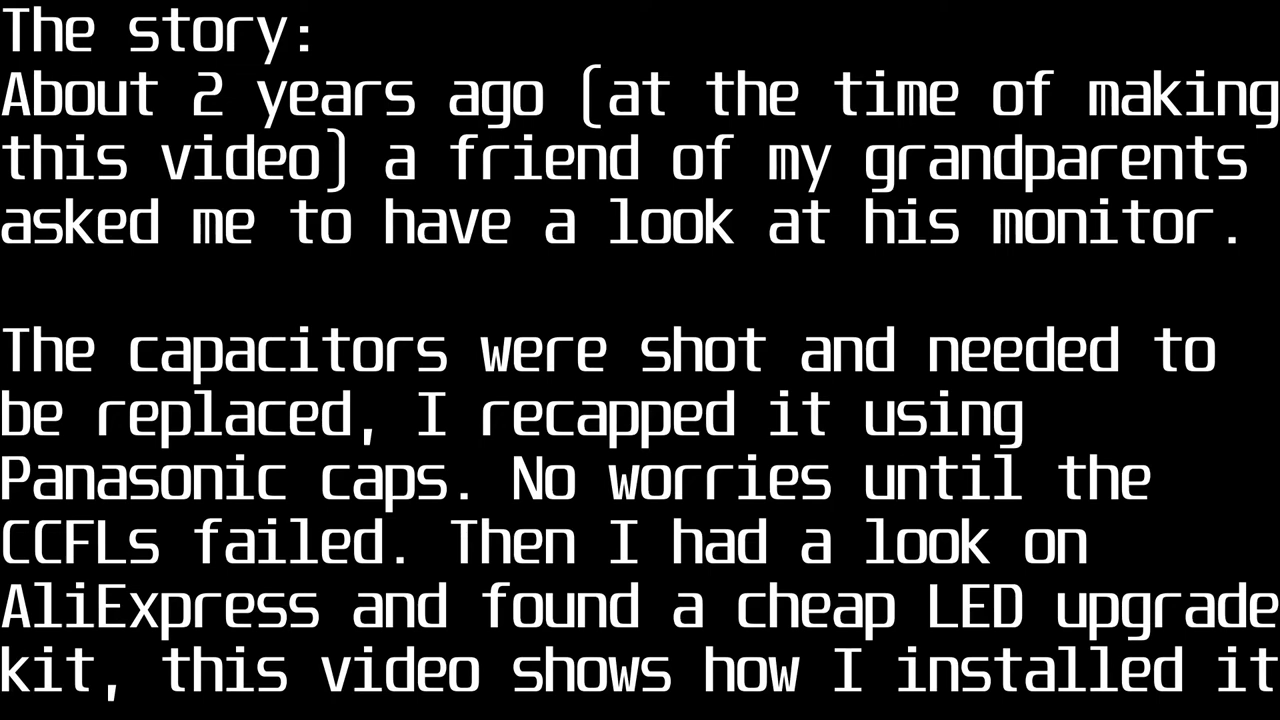 The story:
About 2 years ago (at the time of making
this video) a friend of my grandparents
asked me to have a look at his monitor.
The capacitors were shot and needed to
be replaced, I recapped it using
Panasonic caps. No worries until the
CCFLs failed. Then I had a look on
AliExpress and found a cheap LED upgrade
kit, this video shows how I installed it